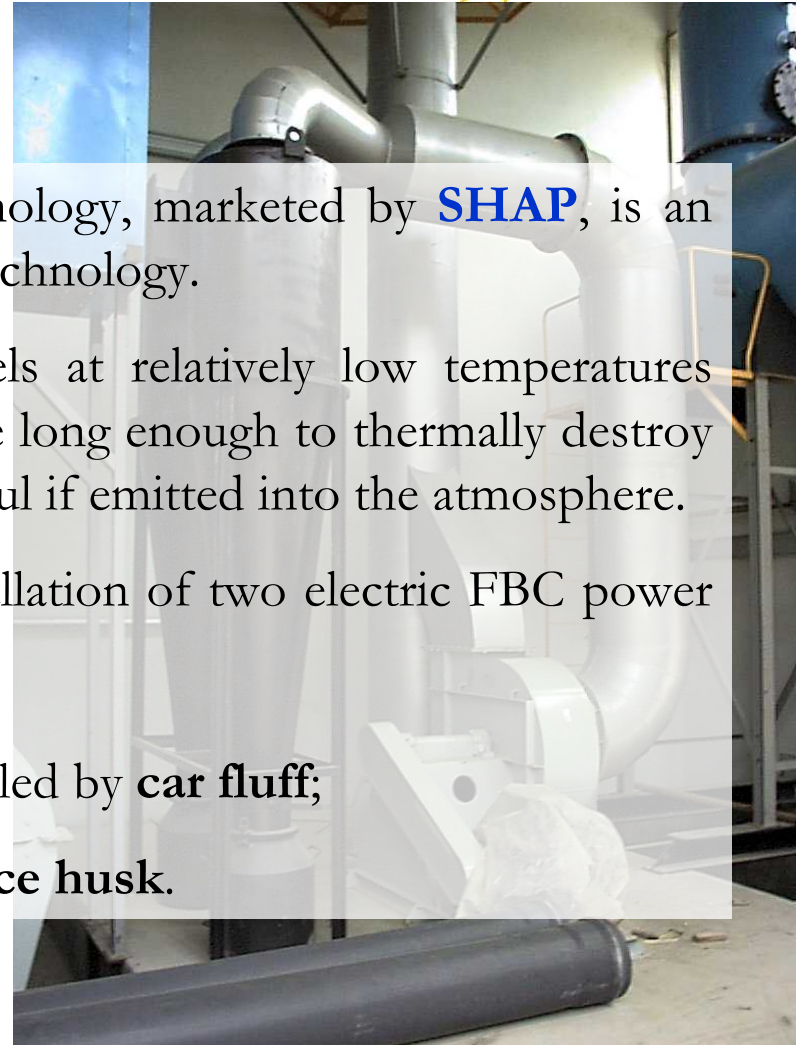 nology, marketed by SHAP, is an
echnology.
els at relatively low temperatures
e long enough to thermally destroy
ul if emitted into the atmosphere.
llation of two electric FBC power
led by car fluff;
ce husk.